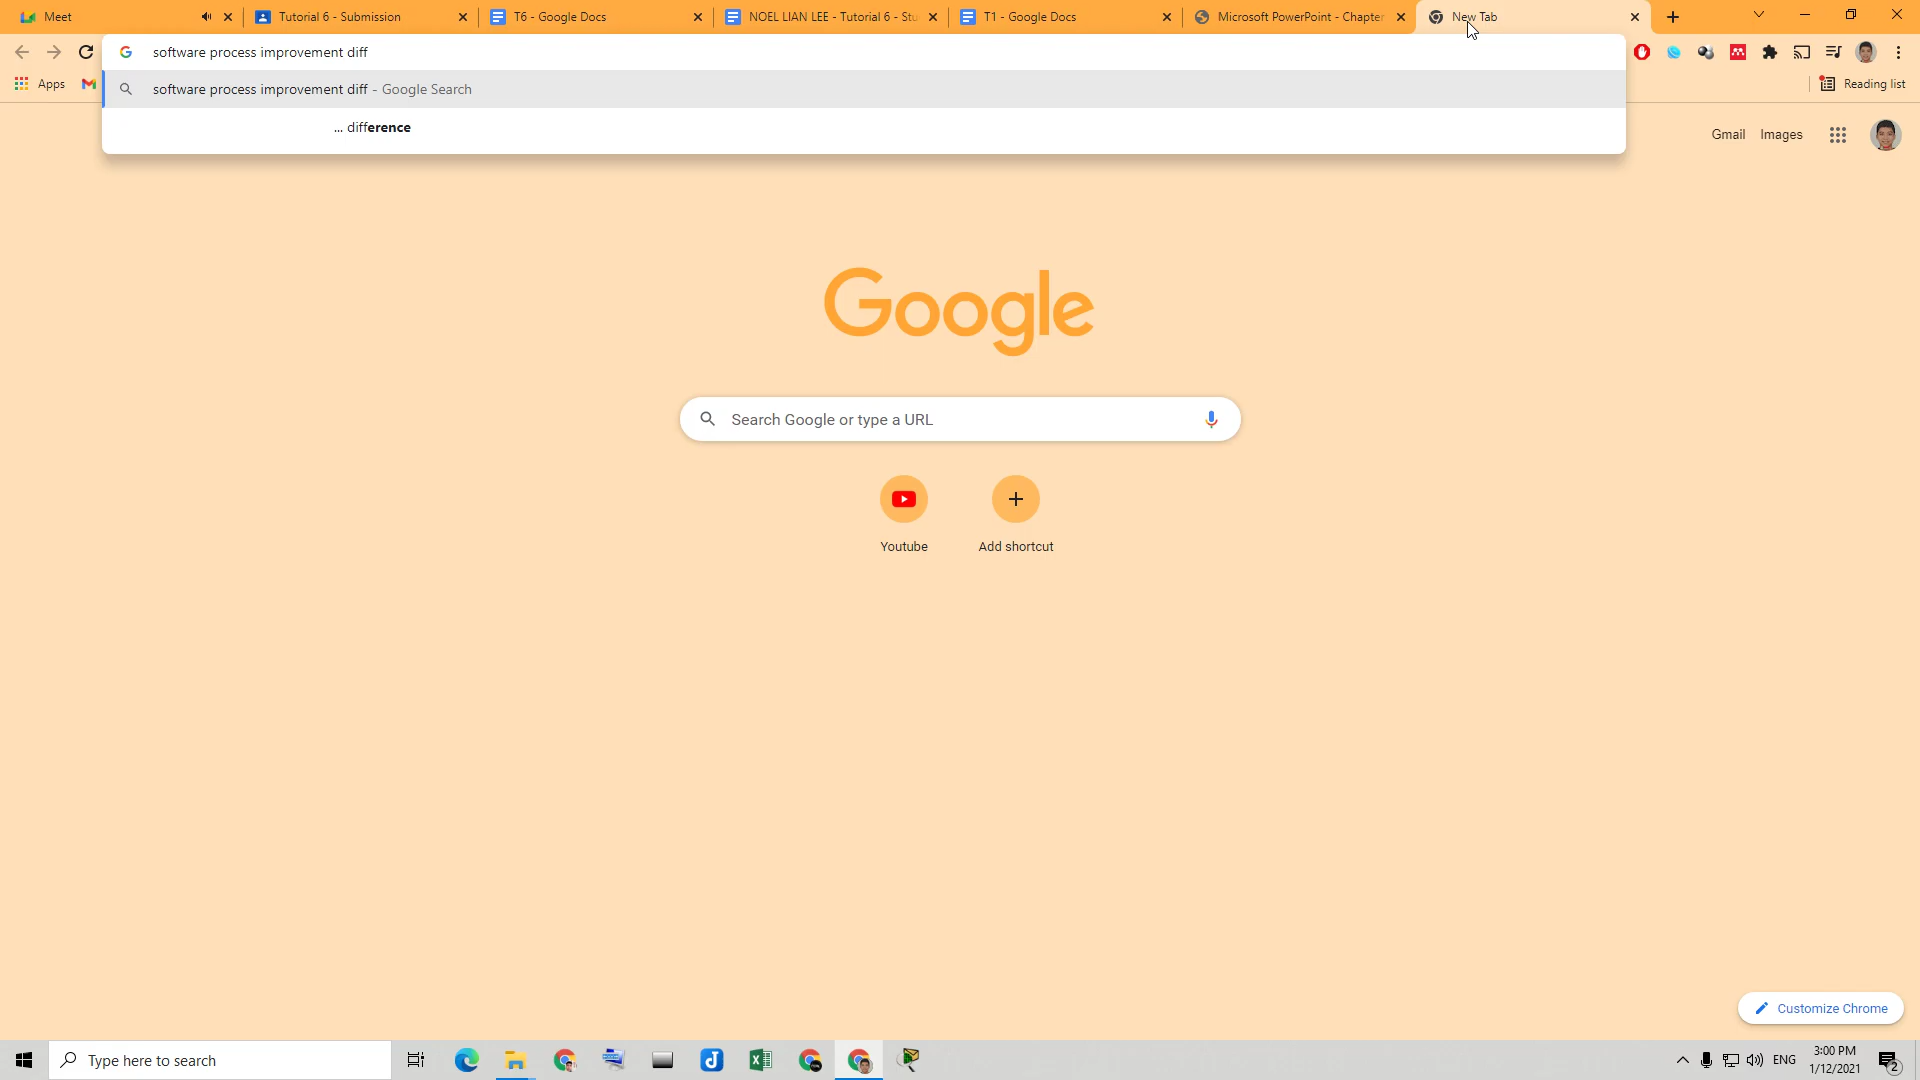 Meet
Tutorial 6 - Submission
T6 - Google Docs
NOEL LIAN LEE - Tutorial 6 - Stu
T1 - Google Docs
Microsoft PowerPoint - Chapter
New Tab
software process improvement diff
software process improvement diff - Google Search
... difference
Apps
Reading list
Gmail
Images
Google
Search Google or type a URL
Youtube
Add shortcut
Customize Chrome
Type here to search
ENG
3:00 PM
1/12/2021
2